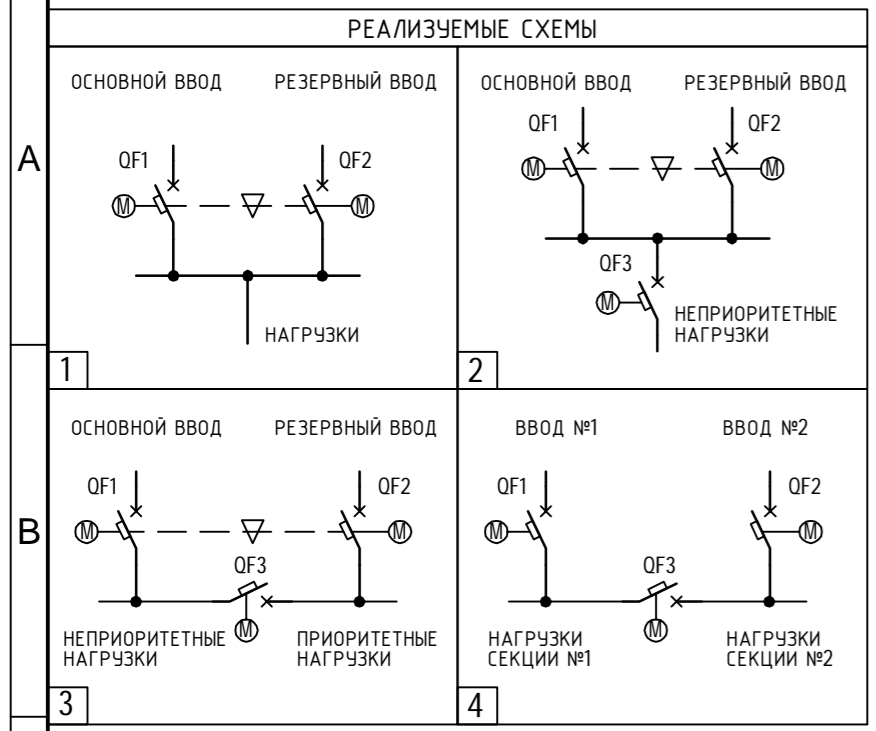 РЕАЛИЗУЕМЫЕ СХЕМЫ
A
ОСНОВНОЙ ВВОД
РЕЗЕРВНЫЙ ВВОД
QF1
QF2
M
M
НАГРУЗКИ
1
ОСНОВНОЙ ВВОД
РЕЗЕРВНЫЙ ВВОД
QF1
QF2
M
M
QF3
M
НЕПРИОРИТЕТНЫЕ
НАГРУЗКИ
2
B
ОСНОВНОЙ ВВОД
РЕЗЕРВНЫЙ ВВОД
QF1
QF2
M
M
QF3
M
НЕПРИОРИТЕТНЫЕ
НАГРУЗКИ
ПРИОРИТЕТНЫЕ
НАГРУЗКИ
3
ВВОД №1
ВВОД №2
QF1
QF2
M
M
QF3
M
НАГРУЗКИ
СЕКЦИИ №1
НАГРУЗКИ
СЕКЦИИ №2
4